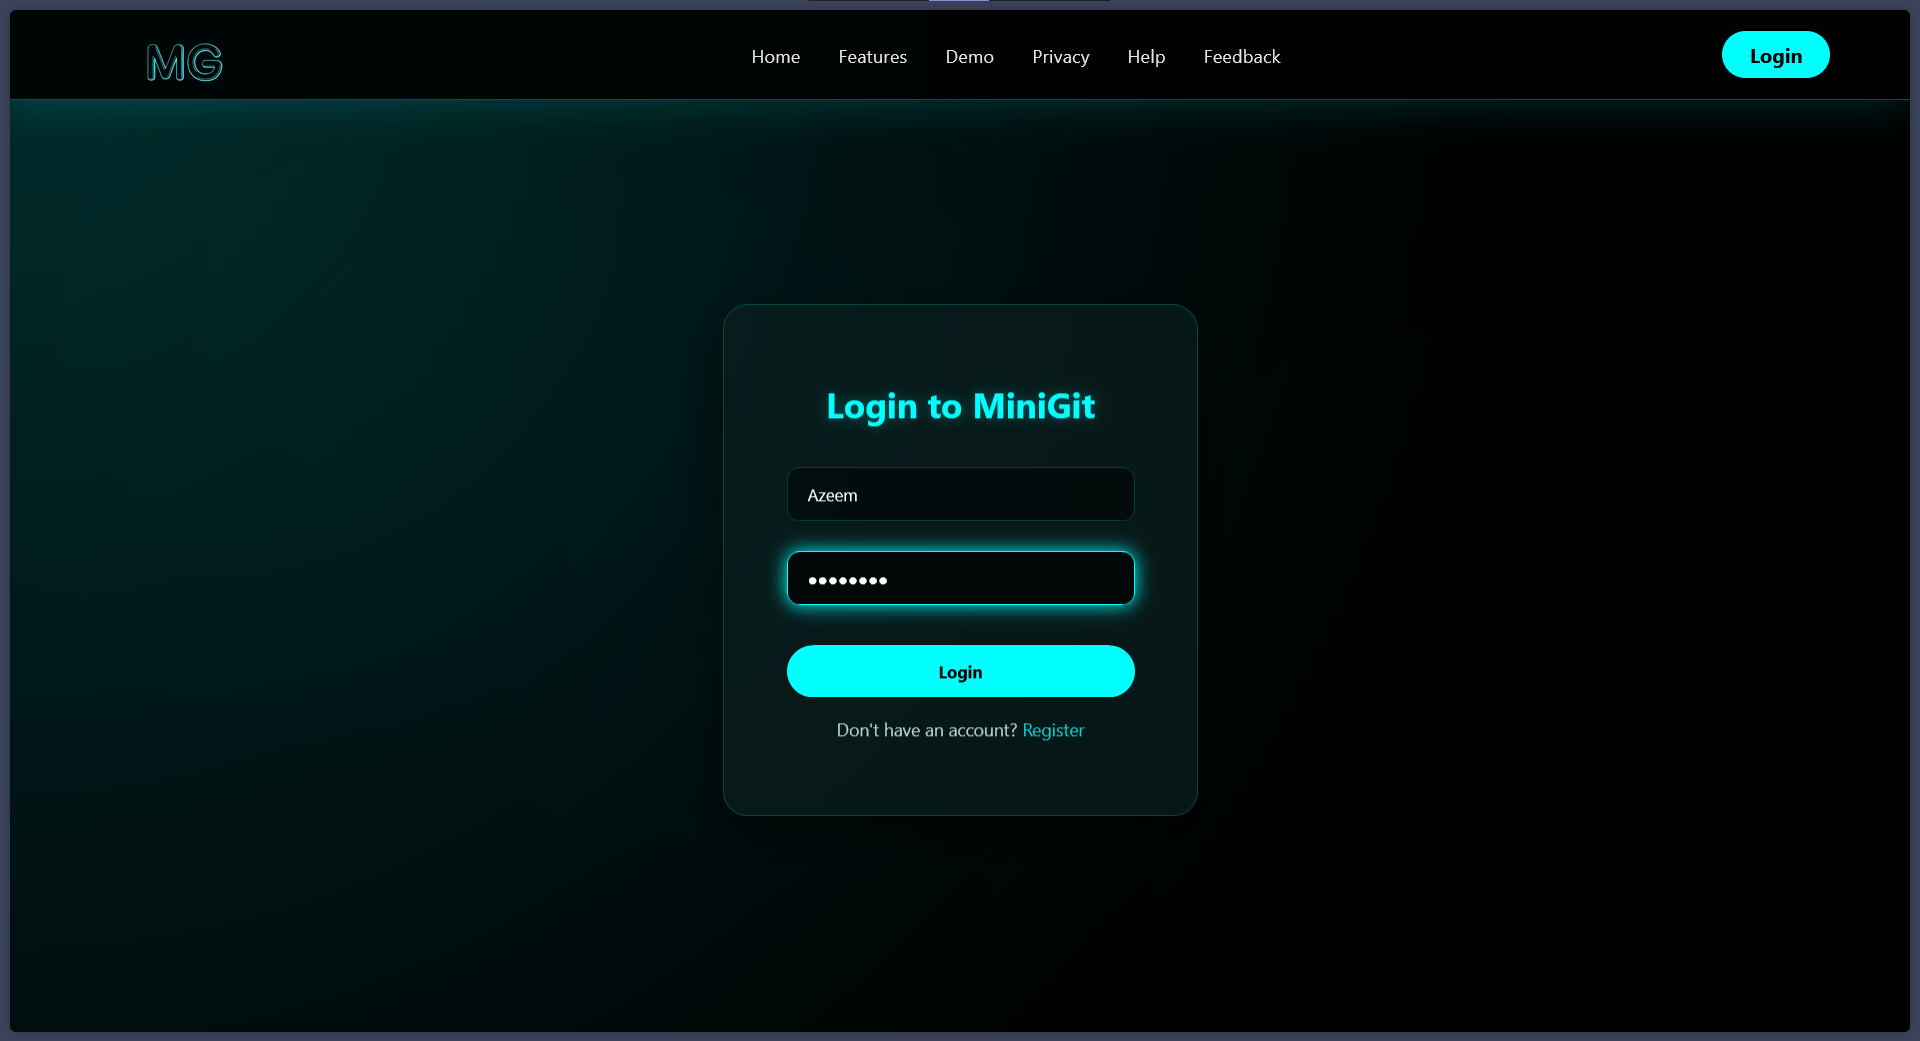 MG
Home Features Demo Privacy Help Feedback
Login
Login to MiniGit
Azeem
••••••••
Login
Don't have an account? Register